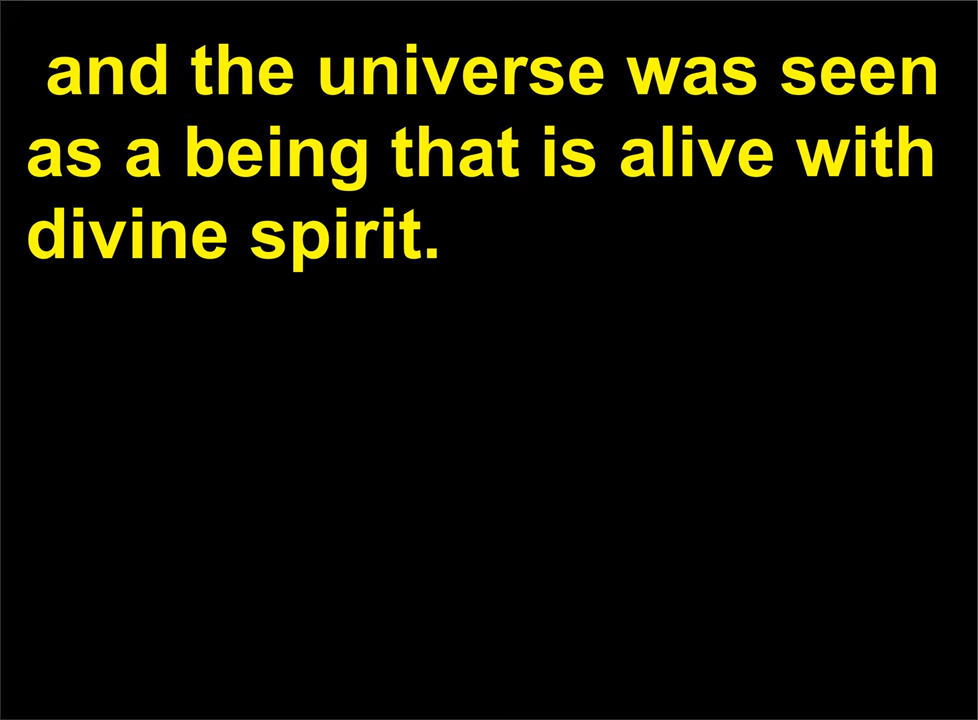 and the universe was seen
as a being that is alive with
divine spirit.